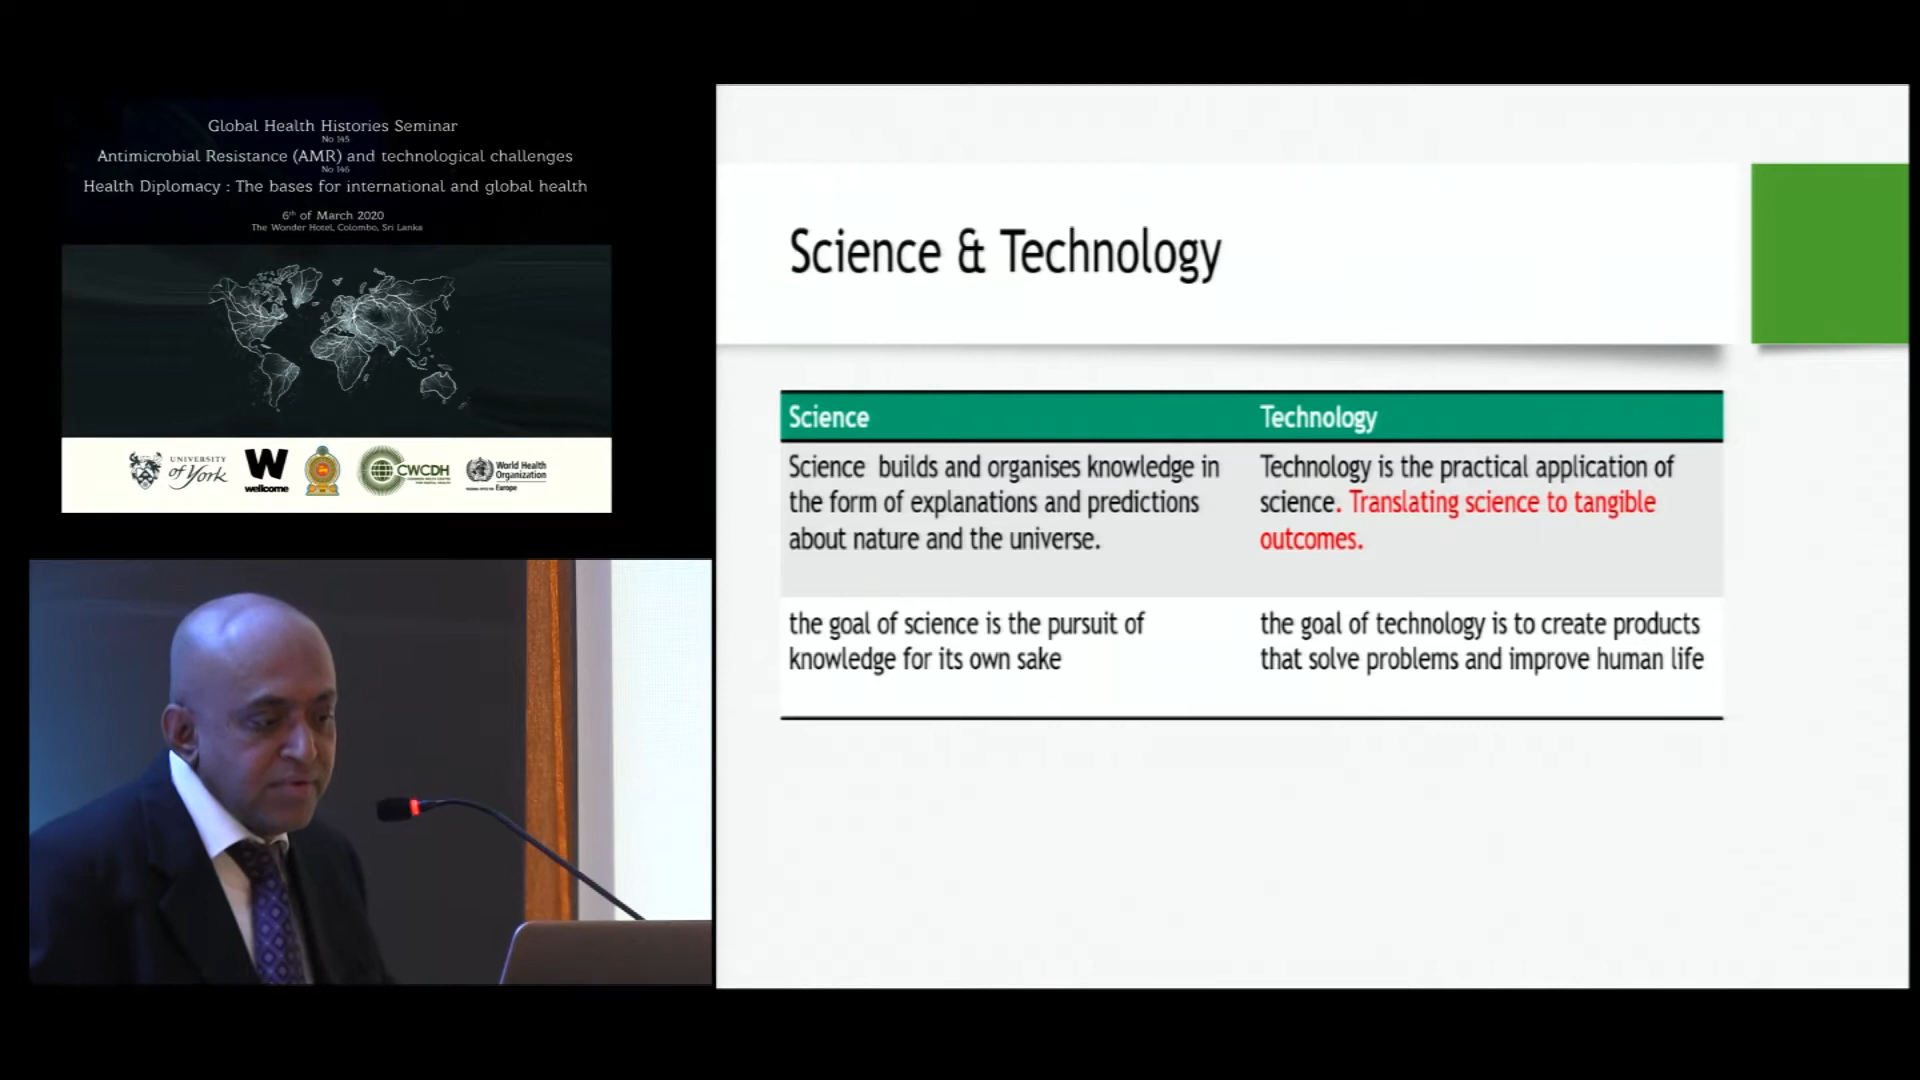 Global Health Histories Seminar
No 145
Antimicrobial Resistance (AMR) and technological challenges
No 146
Health Diplomacy : The bases for international and global health
6th of March 2020
The Wonder Hotel, Colombo, Sri Lanka
UNIVERSITY
of York
W
wellcome
CWCDH
World Health
Organization
Europe
Science & Technology
Science Technology
Science builds and organises knowledge in
the form of explanations and predictions
about nature and the universe.
Technology is the practical application of
science. Translating science to tangible
outcomes.
the goal of science is the pursuit of
knowledge for its own sake
the goal of technology is to create products
that solve problems and improve human life